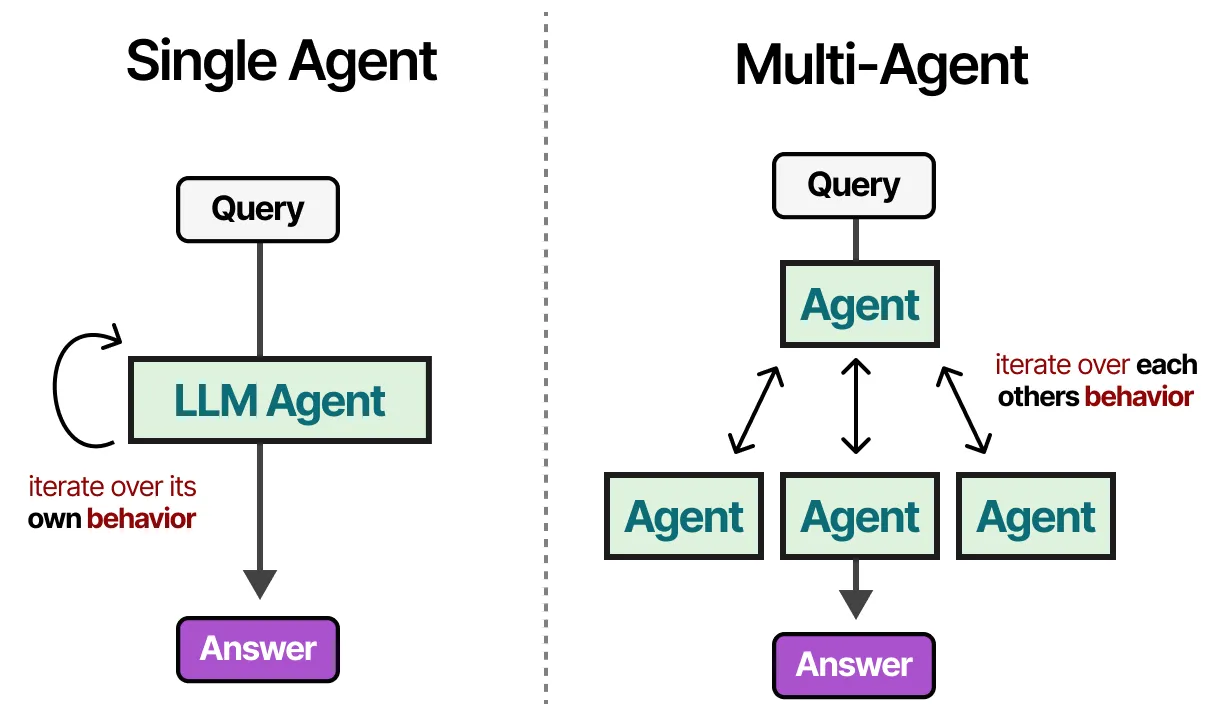 Single Agent
Query
LLM Agent
iterate over its
own behavior
Answer
Multi-Agent
Query
Agent
iterate over each
others behavior
Agent
Agent
Agent
Answer